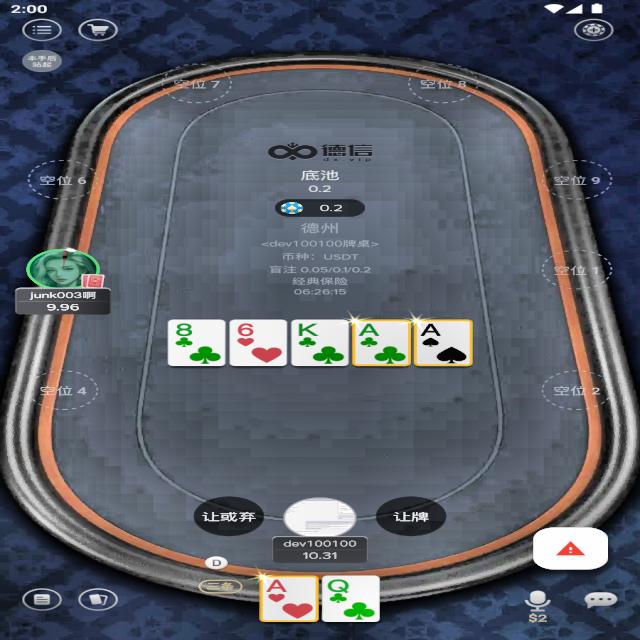 2:00
本手后
站起
空位 7
空位 8
德信
dx.vip
底池
0.2
0.2
空位 6
空位 9
德州
<dev100100牌桌>
币种：USDT
盲注 0.05/0.1/0.2
经典保险
06:26:15
空位 1
junk003啊
9.96
8
6
K
A
A
空位 4
空位 2
让或弃
让牌
dev100100
10.31
D
三条
A
Q
$2